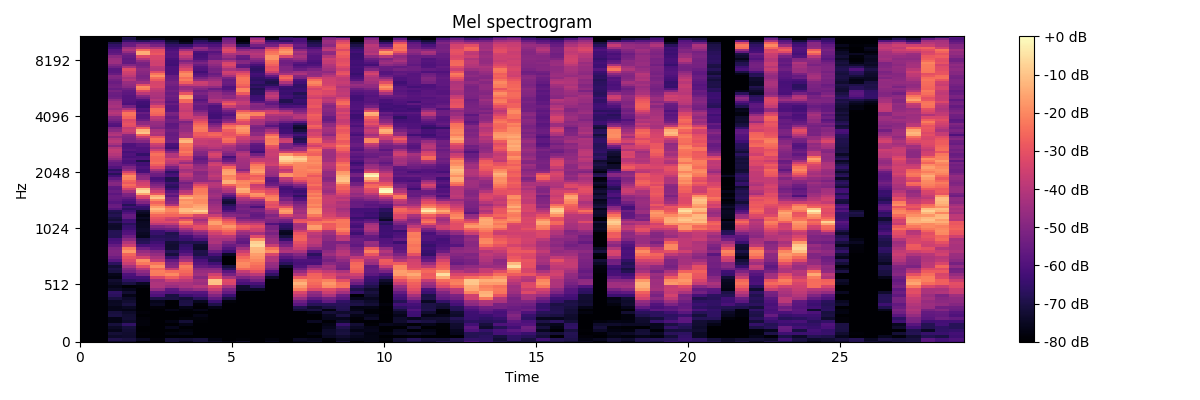 Mel spectrogram
Hz
8192
4096
2048
1024
512
0
0 5 10 15 20 25
Time
+0 dB
-10 dB
-20 dB
-30 dB
-40 dB
-50 dB
-60 dB
-70 dB
-80 dB